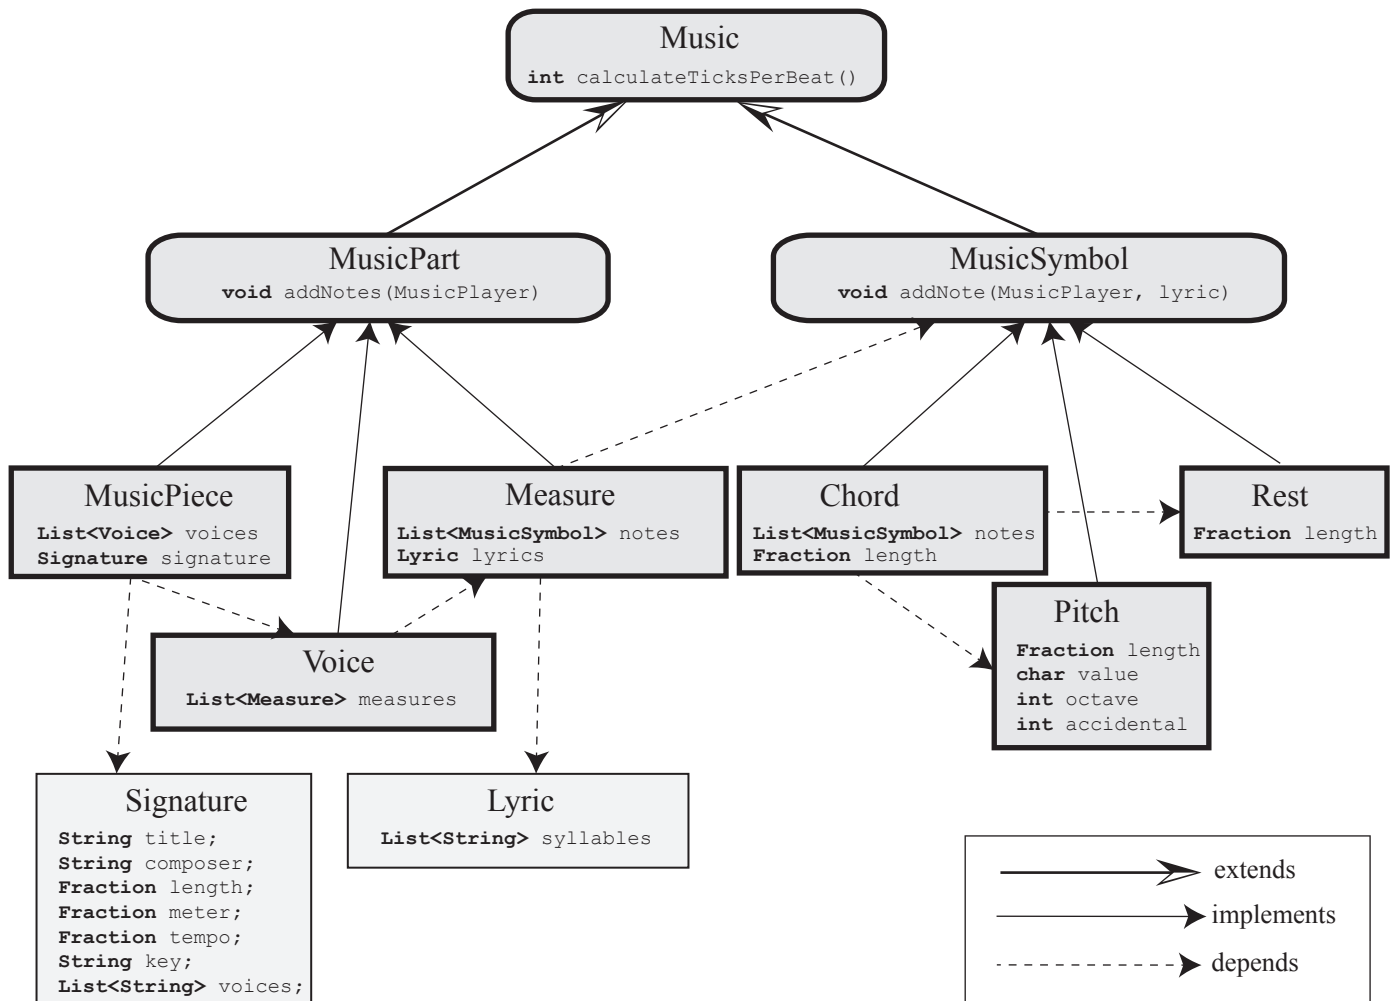 Music
int calculateTicksPerBeat()
MusicPart
void addNotes(MusicPlayer)
MusicSymbol
void addNote(MusicPlayer, lyric)
MusicPiece
List<Voice> voices
Signature signature
Measure
List<MusicSymbol> notes
Lyric lyrics
Chord
List<MusicSymbol> notes
Fraction length
Rest
Fraction length
Pitch
Fraction length
char value
int octave
int accidental
Voice
List<Measure> measures
Signature
String title;
String composer;
Fraction length;
Fraction meter;
Fraction tempo;
String key;
List<String> voices;
Lyric
List<String> syllables
extends
implements
depends